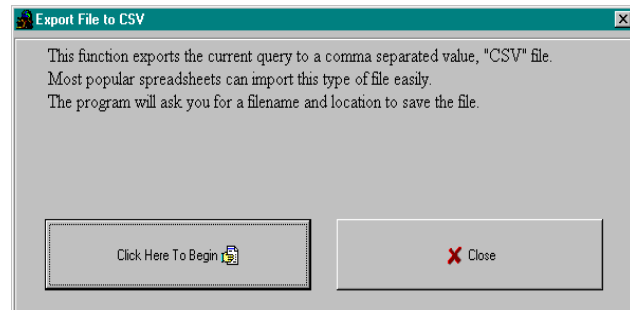 Export File to CSV
This function exports the current query to a comma separated value, "CSV" file.
Most popular spreadsheets can import this type of file easily.
The program will ask you for a filename and location to save the file.
Click Here To Begin
Close